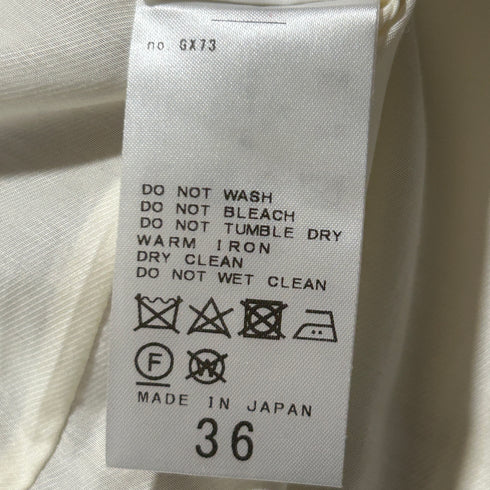 no. GX73
DO NOT WASH
DO NOT BLEACH
DO NOT TUMBLE DRY
WARM IRON
DRY CLEAN
DO NOT WET CLEAN
F W
MADE IN JAPAN
36